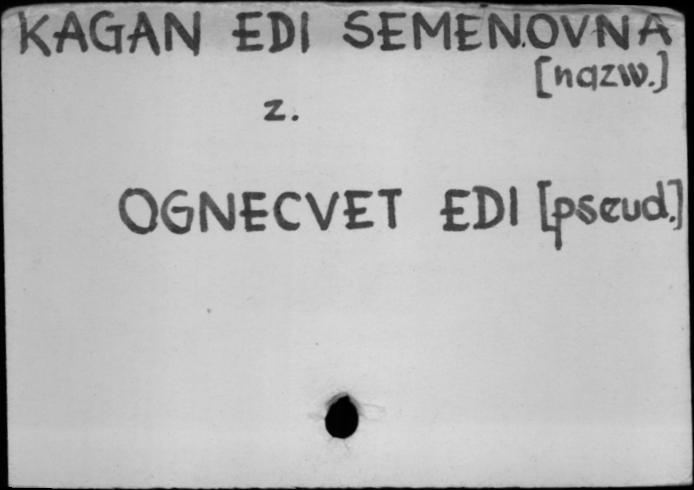 KAGAN EDI SEMENOVNA
[nazw.]
z.
OGNECVET EDI [pseud.]